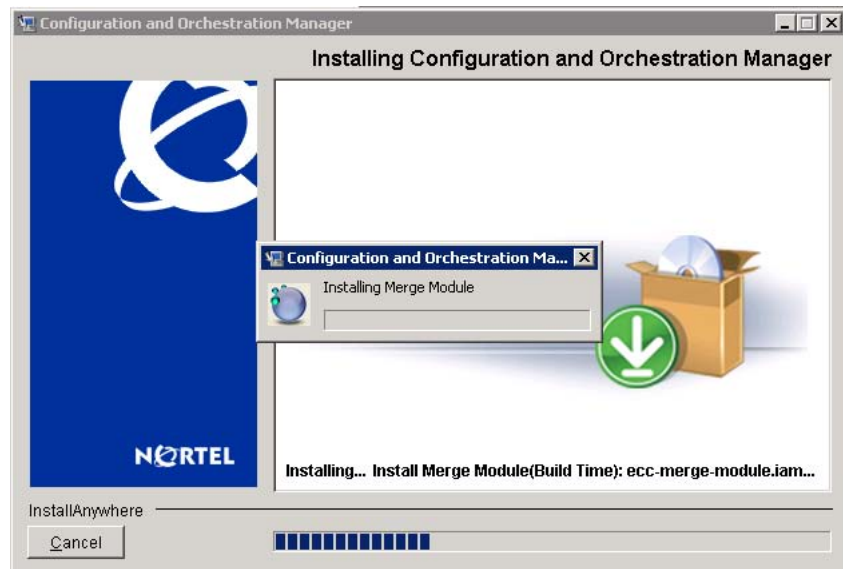 Configuration and Orchestration Manager
Installing Configuration and Orchestration Manager
Configuration and Orchestration Ma...
Installing Merge Module
NORTEL
Installing... Install Merge Module(Build Time): ecc-merge-module.iam...
InstallAnywhere
Cancel